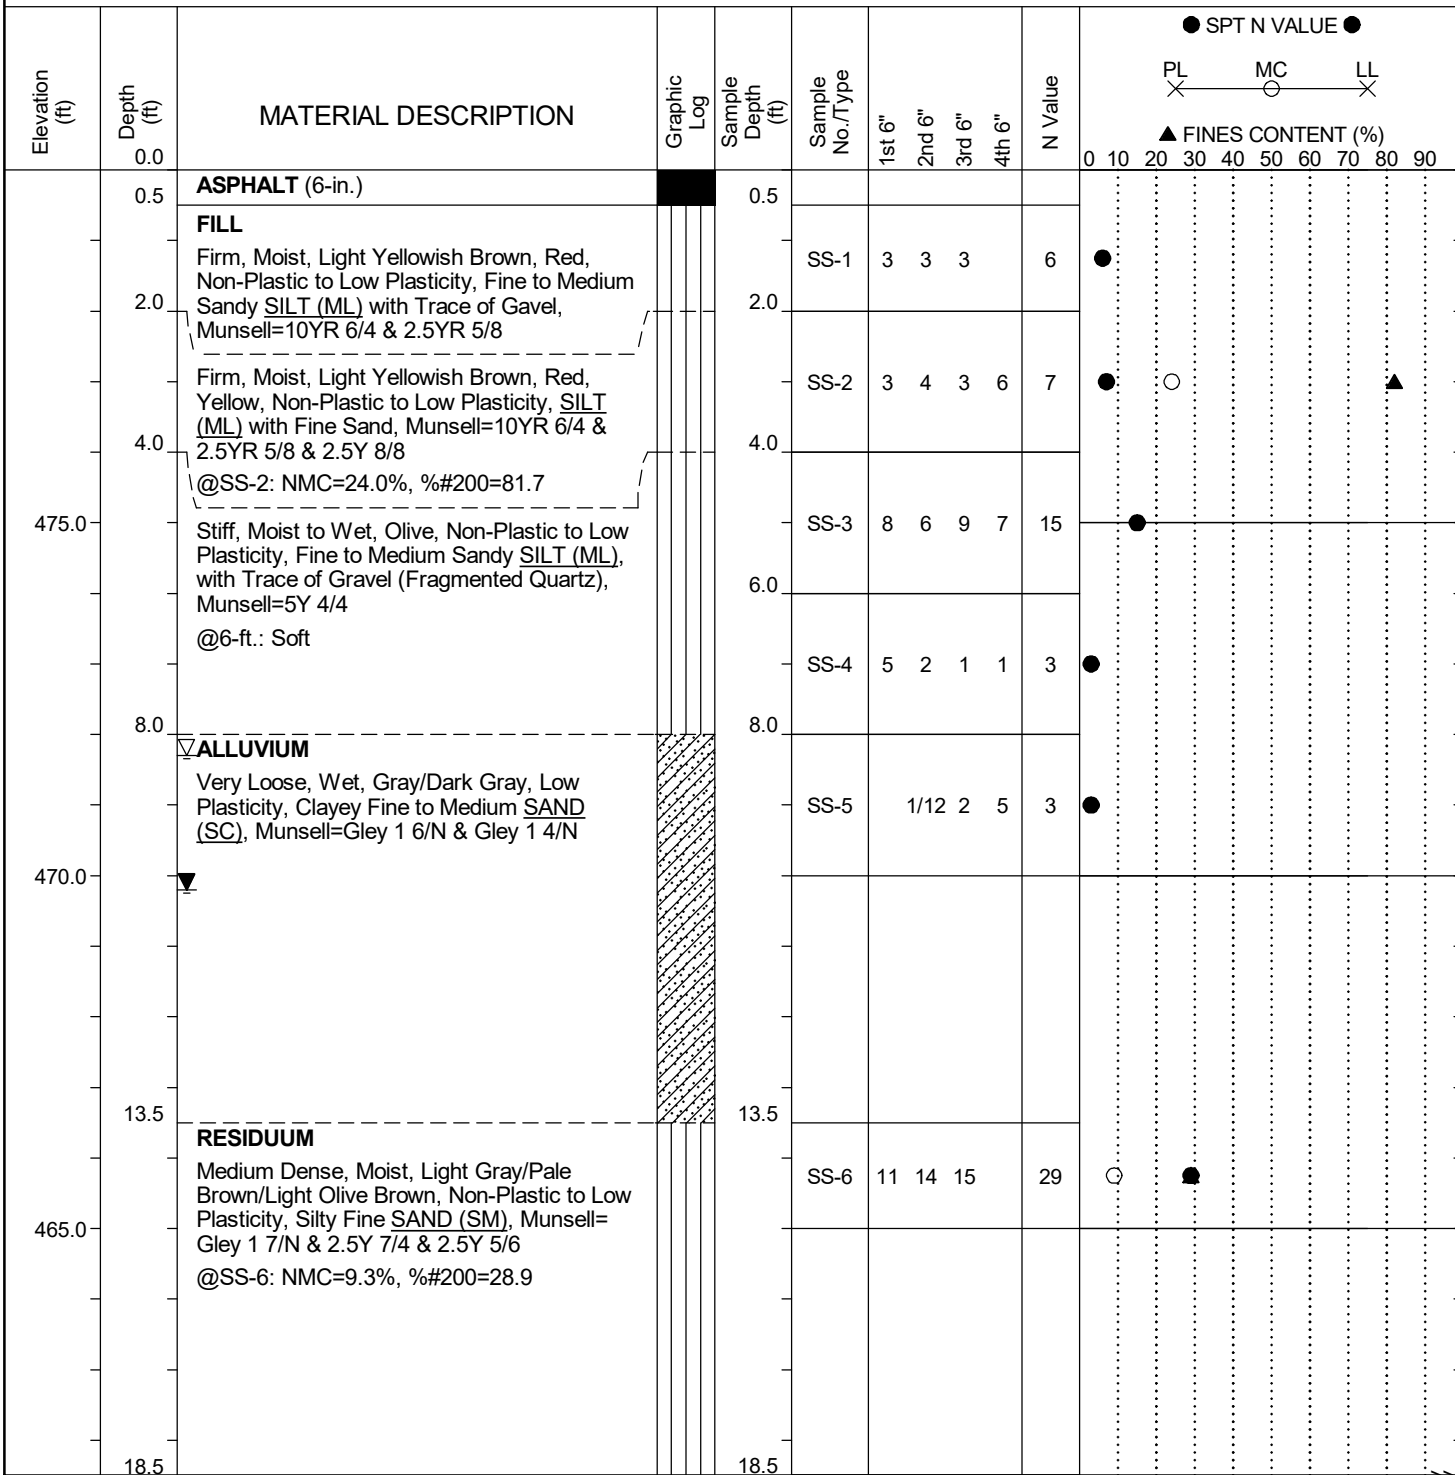 ● SPT N VALUE ●
PL MC LL
▲ FINES CONTENT (%)
0 10 20 30 40 50 60 70 80 90
Elevation (ft)
Depth (ft)
0.0
MATERIAL DESCRIPTION
Graphic Log
Sample Depth (ft)
Sample No./Type
1st 6"
2nd 6"
3rd 6"
4th 6"
N Value
0.5 ASPHALT (6-in.) 0.5
FILL
Firm, Moist, Light Yellowish Brown, Red,
Non-Plastic to Low Plasticity, Fine to Medium
Sandy SILT (ML) with Trace of Gavel,
Munsell=10YR 6/4 & 2.5YR 5/8
SS-1 3 3 3 6
2.0 2.0
Firm, Moist, Light Yellowish Brown, Red,
Yellow, Non-Plastic to Low Plasticity, SILT
(ML) with Fine Sand, Munsell=10YR 6/4 &
2.5YR 5/8 & 2.5Y 8/8
@SS-2: NMC=24.0%, %#200=81.7
SS-2 3 4 3 6 7
4.0 4.0
475.0
Stiff, Moist to Wet, Olive, Non-Plastic to Low
Plasticity, Fine to Medium Sandy SILT (ML),
with Trace of Gravel (Fragmented Quartz),
Munsell=5Y 4/4
@6-ft.: Soft
SS-3 8 6 9 7 15
6.0
SS-4 5 2 1 1 3
8.0 8.0
ALLUVIUM
Very Loose, Wet, Gray/Dark Gray, Low
Plasticity, Clayey Fine to Medium SAND
(SC), Munsell=Gley 1 6/N & Gley 1 4/N
SS-5 1/12 2 5 3
470.0
13.5 13.5
RESIDUUM
Medium Dense, Moist, Light Gray/Pale
Brown/Light Olive Brown, Non-Plastic to Low
Plasticity, Silty Fine SAND (SM), Munsell=
Gley 1 7/N & 2.5Y 7/4 & 2.5Y 5/6
@SS-6: NMC=9.3%, %#200=28.9
SS-6 11 14 15 29
465.0
18.5 18.5